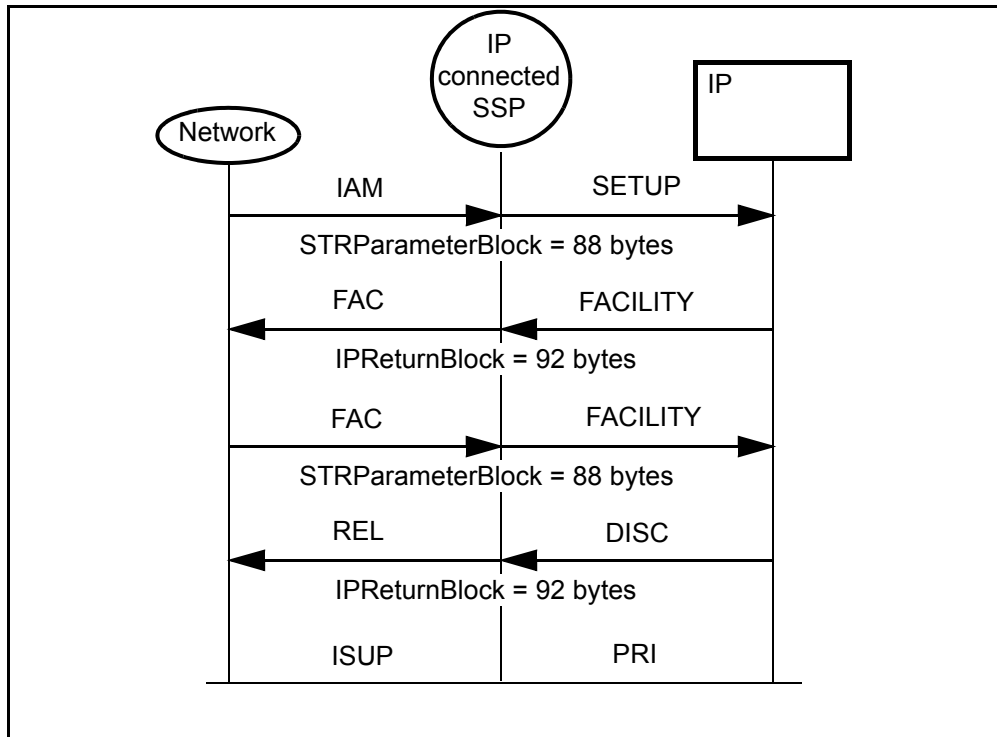 IP
connected
SSP
IP
Network
IAM
SETUP
STRParameterBlock = 88 bytes
FAC
FACILITY
IPReturnBlock = 92 bytes
FAC
FACILITY
STRParameterBlock = 88 bytes
REL
DISC
IPReturnBlock = 92 bytes
ISUP
PRI